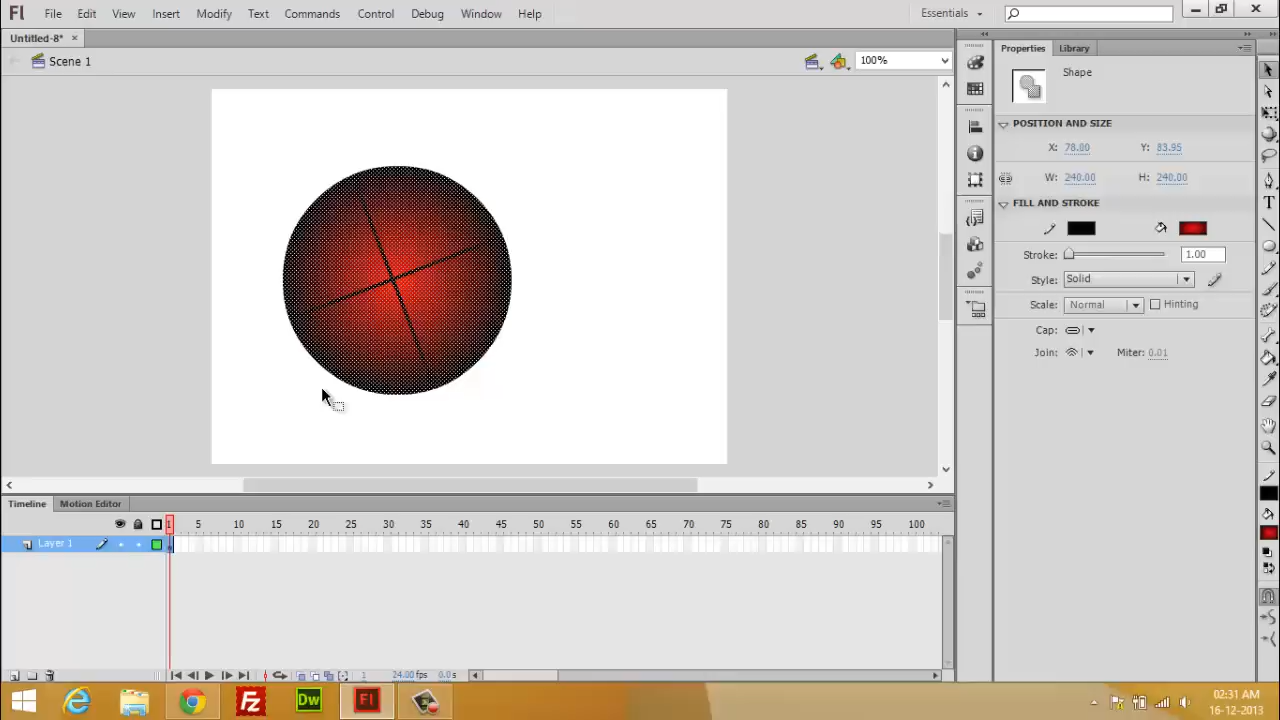 Fl File Edit View Insert Modify Text Commands Control Debug Window Help Essentials
Untitled-8* ×
Scene 1 100%
Properties Library
Shape
POSITION AND SIZE
X: 78.00 Y: 83.95
W: 240.00 H: 240.00
FILL AND STROKE
Stroke: 1.00
Style: Solid
Scale: Normal Hinting
Cap:
Join: Miter: 0.01
Timeline Motion Editor
1 5 10 15 20 25 30 35 40 45 50 55 60 65 70 75 80 85 90 95 100
Layer 1
1 24.00 fps 0.0 s
Fz Dw Fl
02:31 AM
16-12-2013